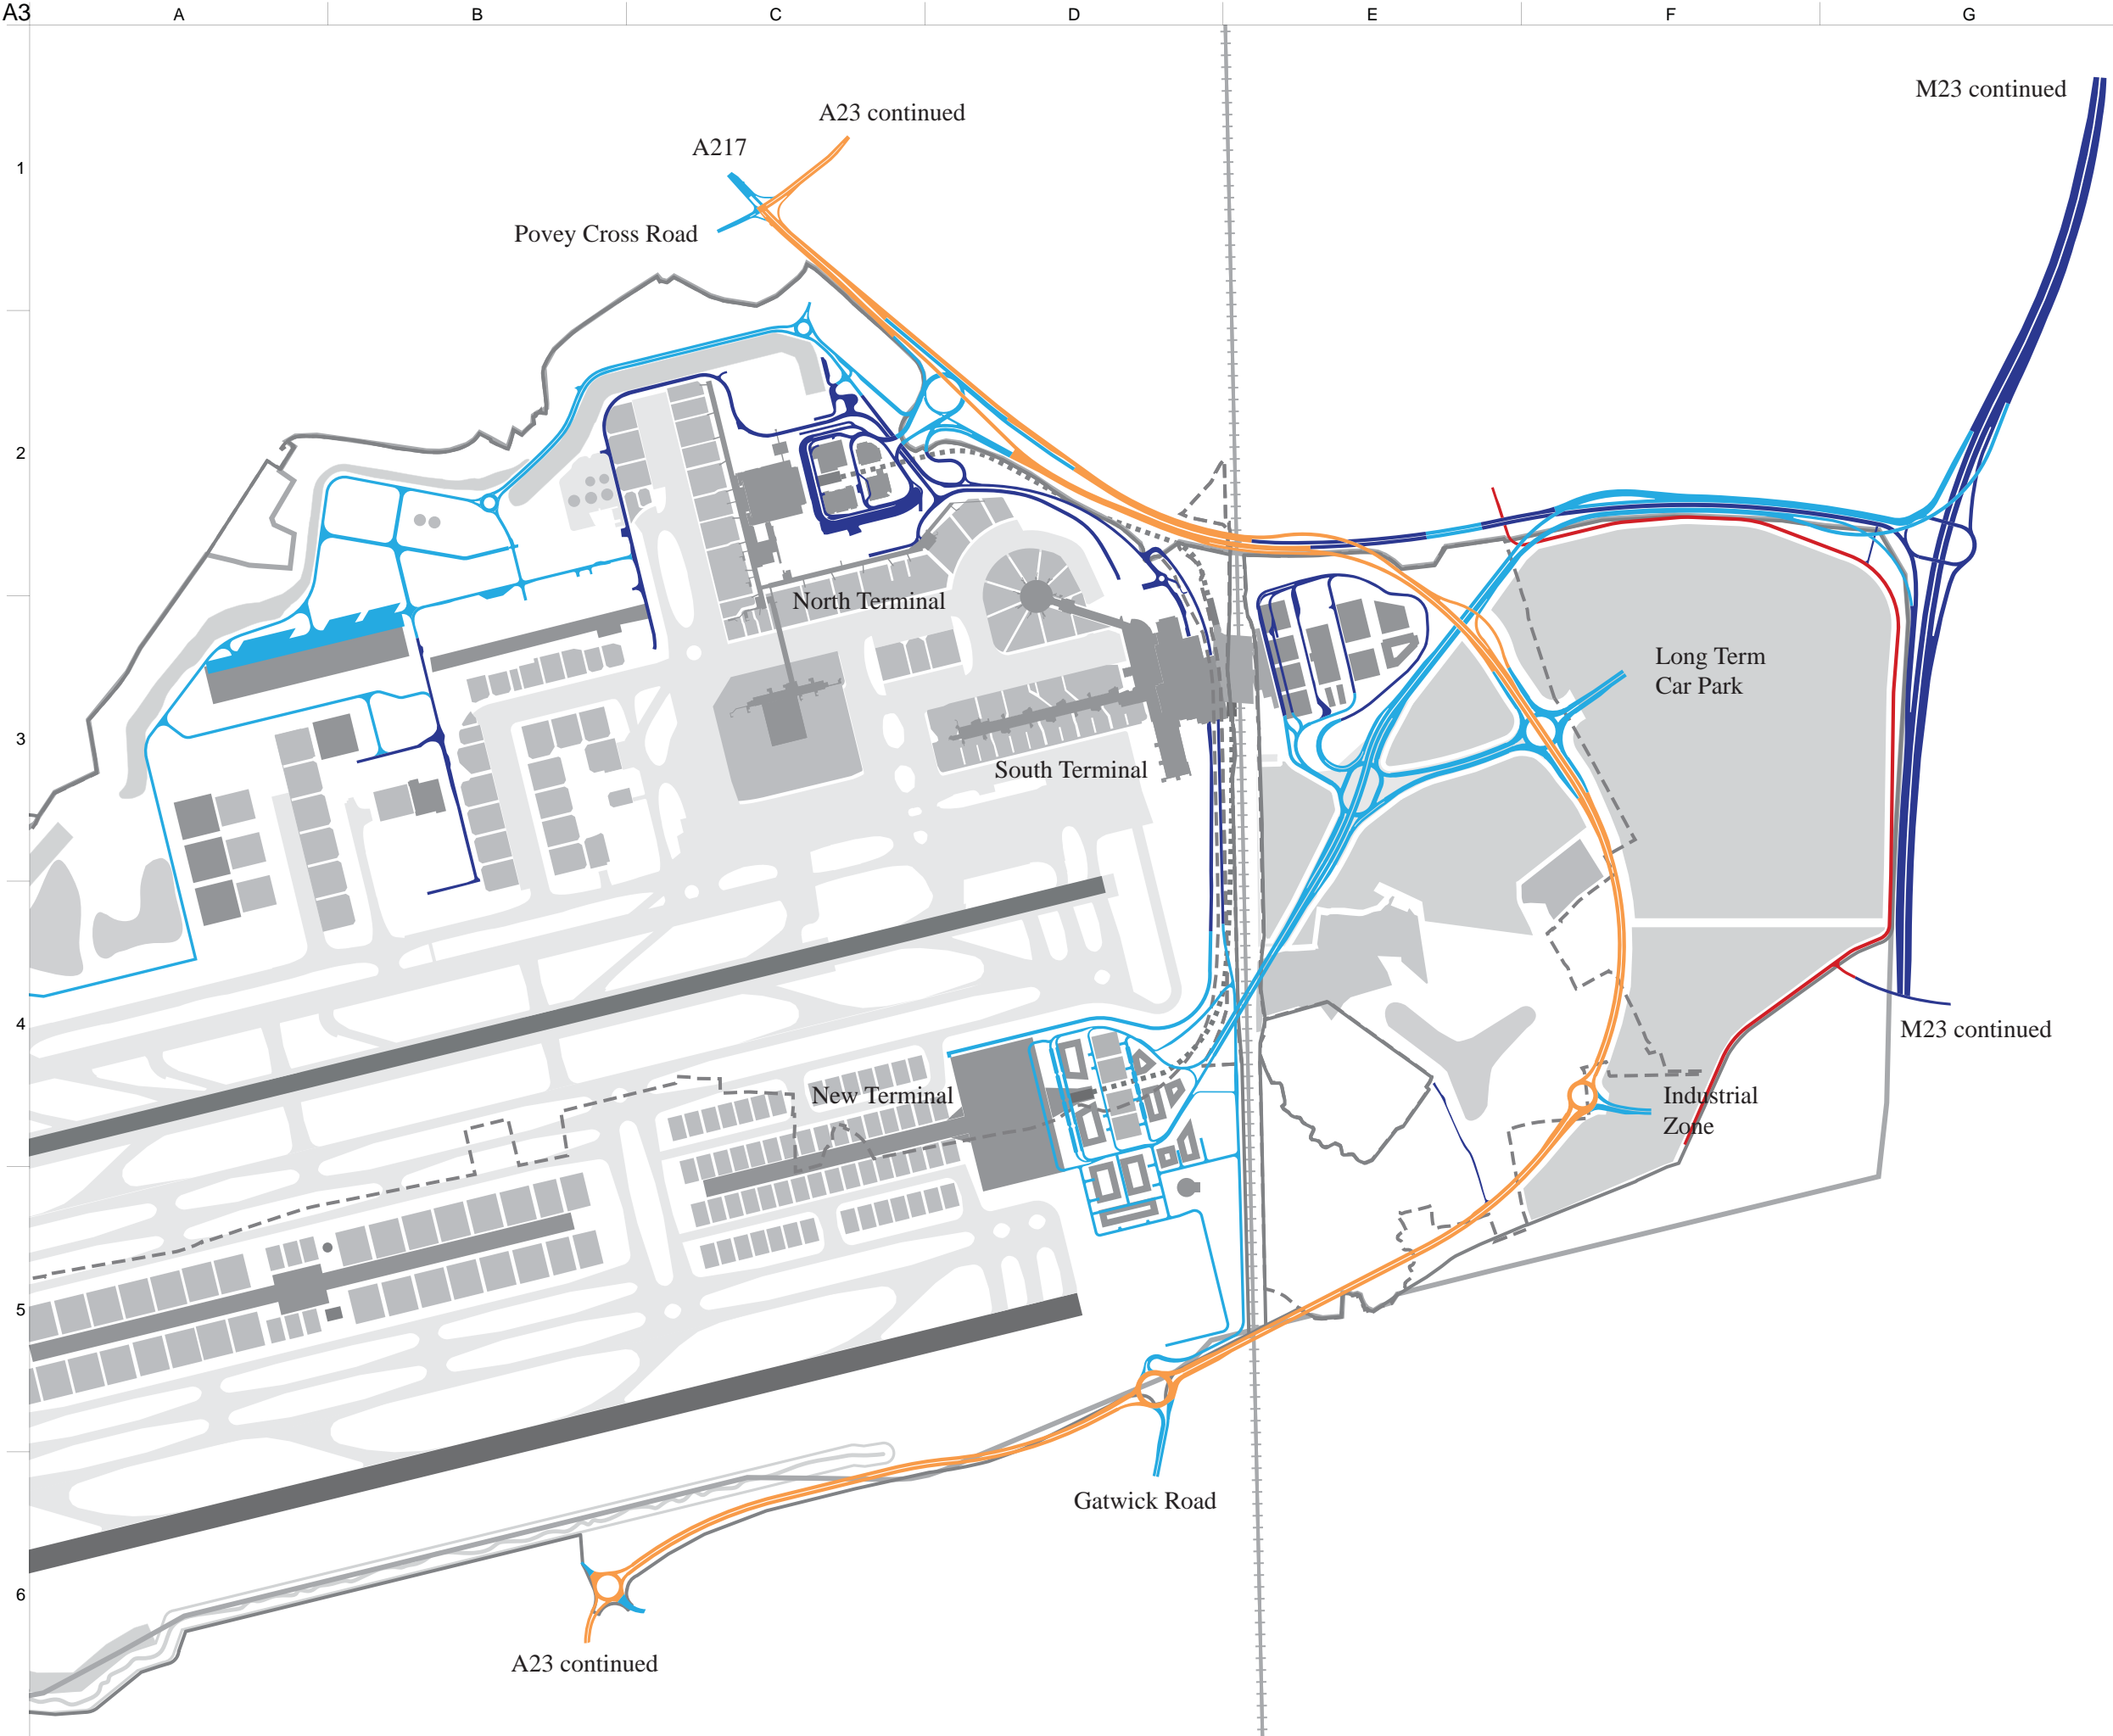 A3
A B C D E F G
M23 continued
A23 continued
A217
1
Povey Cross Road
2
North Terminal
Long Term
Car Park
3
South Terminal
4
M23 continued
New Terminal
Industrial
Zone
5
Gatwick Road
6
A23 continued